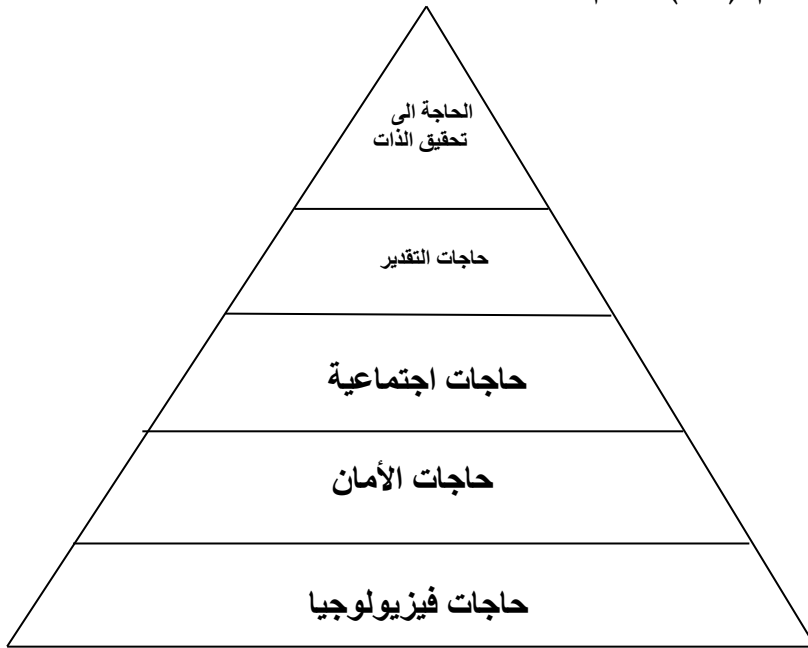 الحاجة الى
تحقيق الذات
حاجات التقدير
حاجات اجتماعية
حاجات الأمان
حاجات فيزيولوجيا